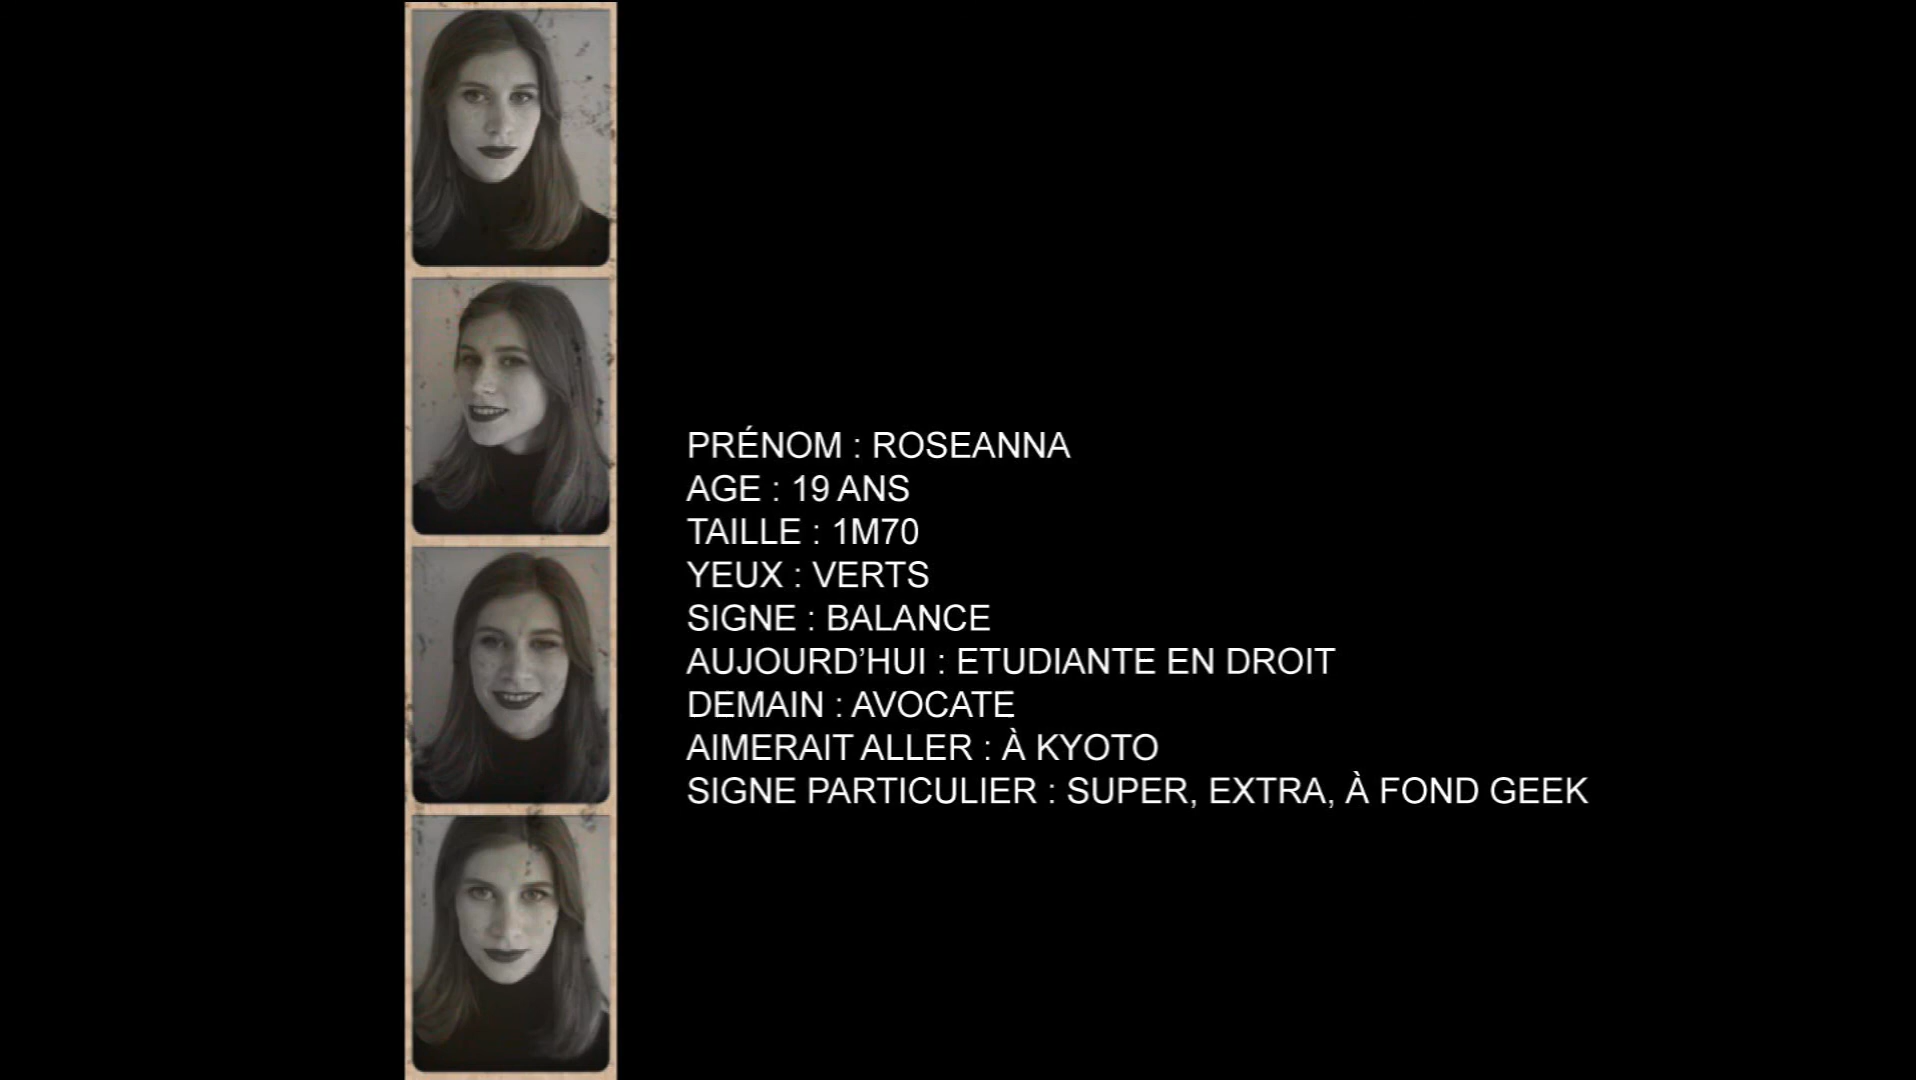 PRÉNOM : ROSEANNA
AGE : 19 ANS
TAILLE : 1M70
YEUX : VERTS
SIGNE : BALANCE
AUJOURD’HUI : ETUDIANTE EN DROIT
DEMAIN : AVOCATE
AIMERAIT ALLER : À KYOTO
SIGNE PARTICULIER : SUPER, EXTRA, À FOND GEEK